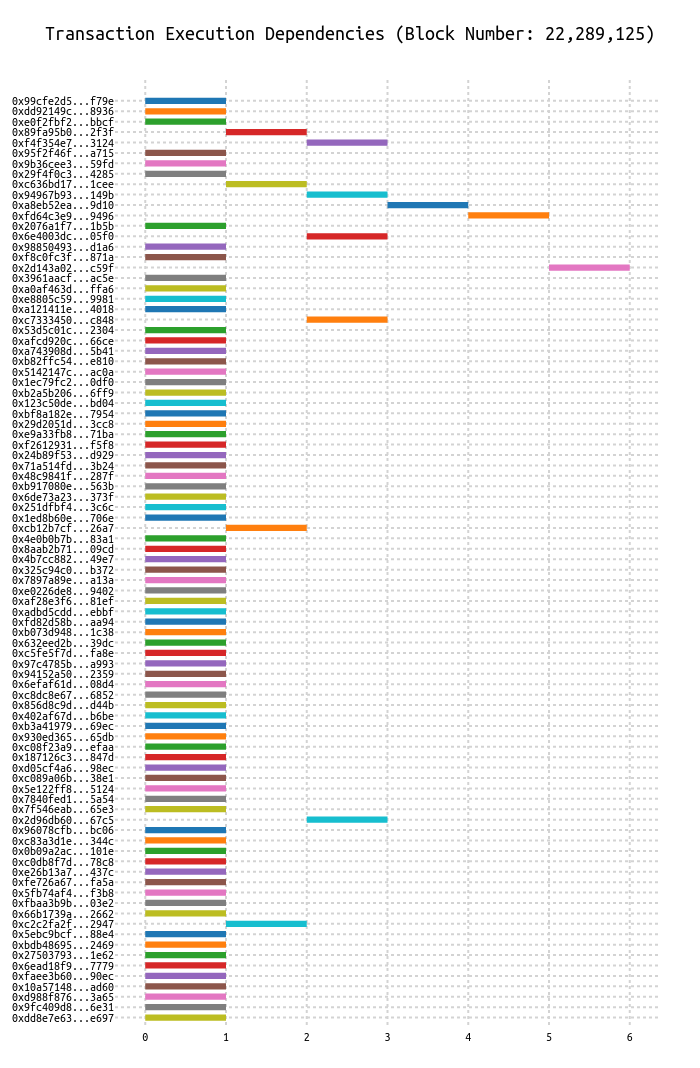 Transaction Execution Dependencies (Block Number: 22,289,125)
0x99cfe2d5...f79e
0xdd92149c...8936
0xe0f2fbf2...bbcf
0x89fa95b0...2f3f
0xf4f354e7...3124
0x95f2f46f...a715
0x9b36cee3...59fd
0x29f4f0c3...4285
0xc636bd17...1cee
0x94967b93...149b
0xa8eb52ea...9d10
0xfd64c3e9...9496
0x2076a1f7...1b5b
0x6e4003dc...05f0
0x98850493...d1a6
0xf8c0fc3f...871a
0x2d143a02...c59f
0x3961aacf...ac5e
0xa0af463d...ffa6
0xe8805c59...9981
0xa121411e...4018
0xc7333450...c848
0x53d5c01c...2304
0xafcd920c...66ce
0xa743908d...5b41
0xb82ffc54...e810
0x5142147c...ac0a
0x1ec79fc2...0df0
0xb2a5b206...6ff9
0x123c50de...bd04
0xbf8a182e...7954
0x29d2051d...3cc8
0xe9a33fb8...71ba
0xf2612931...f5f8
0x24b89f53...d929
0x71a514fd...3b24
0x48c9841f...287f
0xb917080e...563b
0x6de73a23...373f
0x251dfbf4...3c6c
0x1ed8b60e...706e
0xcb12b7cf...26a7
0x4e0b0b7b...83a1
0x8aab2b71...09cd
0x4b7cc882...49e7
0x325c94c0...b372
0x7897a89e...a13a
0xe0226de8...9402
0xaf28e3f6...81ef
0xadbd5cdd...ebbf
0xfd82d58b...aa94
0xb073d948...1c38
0x632eed2b...39dc
0xc5fe5f7d...fa8e
0x97c4785b...a993
0x94152a50...2359
0x6efaf61d...08d4
0xc8dc8e67...6852
0x856d8c9d...d44b
0x402af67d...b6be
0xb3a41979...69ec
0x930ed365...65db
0xc08f23a9...efaa
0x187126c3...847d
0xd05cf4a6...98ec
0xc089a06b...38e1
0x5e122ff8...5124
0x7840fed1...5a54
0x7f546eab...65e3
0x2d96db60...67c5
0x96078cfb...bc06
0xc83a3d1e...344c
0x0b09a2ac...101e
0xc0db8f7d...78c8
0xe26b13a7...437c
0xfe726a67...fa5a
0x5fb74af4...f3b8
0xfbaa3b9b...03e2
0x66b1739a...2662
0xc2c2fa2f...2947
0x5ebc9bcf...88e4
0xbdb48695...2469
0x27503793...1e62
0x6ead18f9...7779
0xfaee3b60...90ec
0x10a57148...ad60
0xd988f876...3a65
0x9fc409d8...6e31
0xdd8e7e63...e697
0 1 2 3 4 5 6